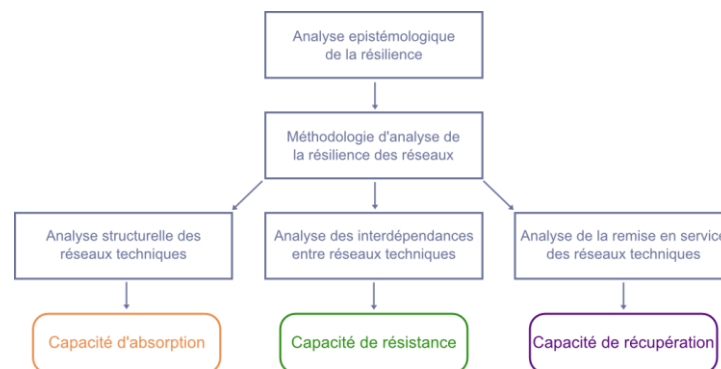 Analyse epistémologique
de la résilience
Méthodologie d'analyse de
la résilience des réseaux
Analyse structurelle des
réseaux techniques
Analyse des interdépendances
entre réseaux techniques
Analyse de la remise en service
des réseaux techniques
Capacité d'absorption
Capacité de résistance
Capacité de récupération